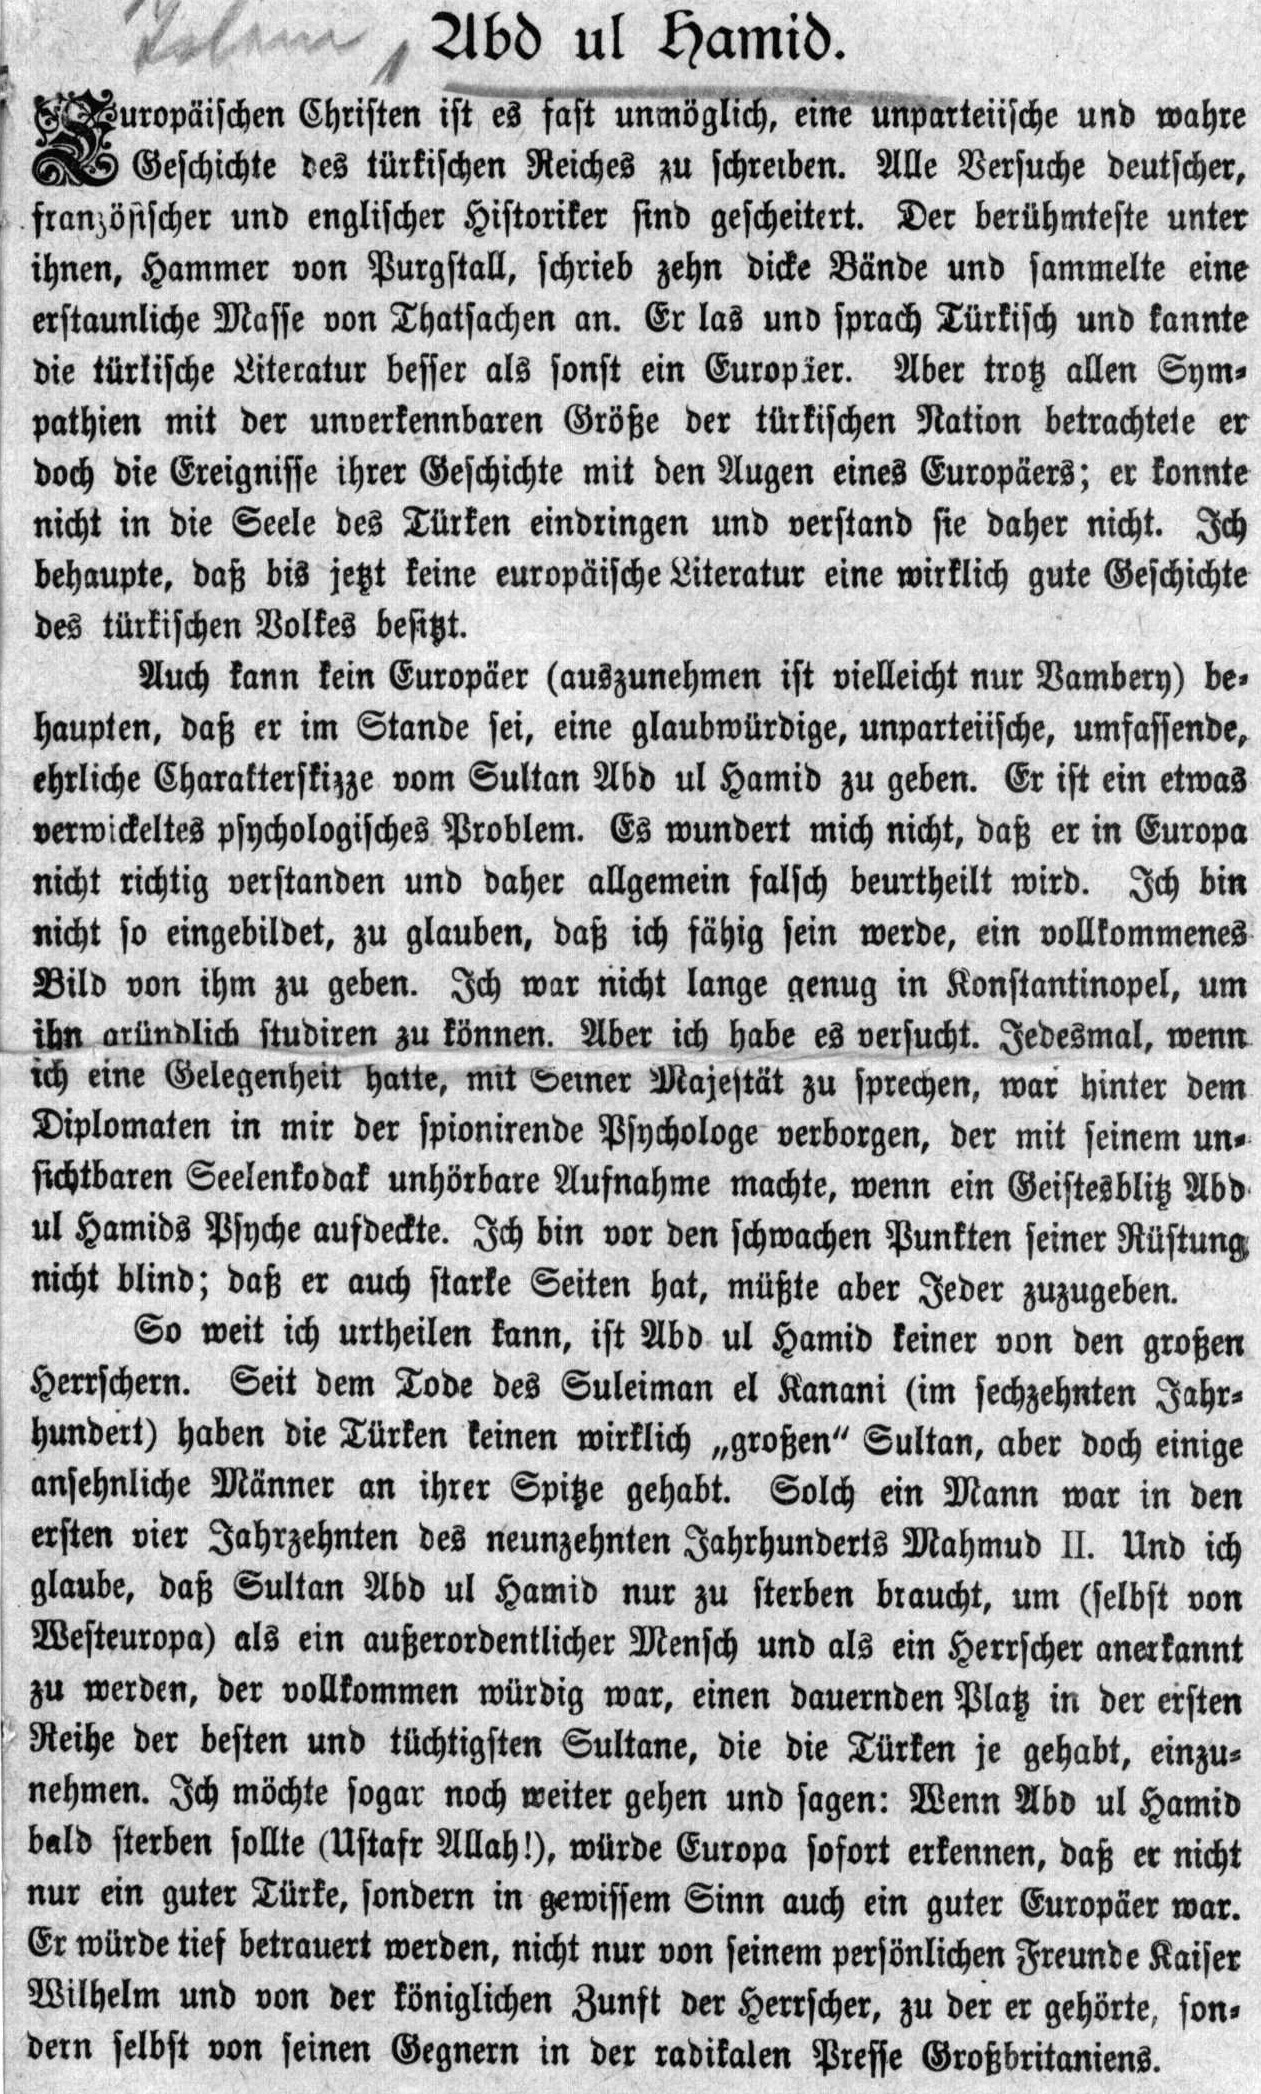 Abd ul Hamid.
Europäischen Christen ist es fast unmöglich, eine unparteiische und wahre
Geschichte des türkischen Reiches zu schreiben. Alle Versuche deutscher,
französischer und englischer Historiker sind gescheitert. Der berühmteste unter
ihnen, Hammer von Purgstall, schrieb zehn dicke Bände und sammelte eine
erstaunliche Masse von Thatsachen an. Er las und sprach Türkisch und kannte
die türkische Literatur besser als sonst ein Europäer. Aber trotz allen Sym-
pathien mit der unverkennbaren Größe der türkischen Nation betrachtete er
doch die Ereignisse ihrer Geschichte mit den Augen eines Europäers; er konnte
nicht in die Seele des Türken eindringen und verstand sie daher nicht. Ich
behaupte, daß bis jetzt keine europäische Literatur eine wirklich gute Geschichte
des türkischen Volkes besitzt.
Auch kann kein Europäer (auszunehmen ist vielleicht nur Vambery) be-
haupten, daß er im Stande sei, eine glaubwürdige, unparteiische, umfassende,
ehrliche Charakterskizze vom Sultan Abd ul Hamid zu geben. Er ist ein etwas
verwickeltes psychologisches Problem. Es wundert mich nicht, daß er in Europa
nicht richtig verstanden und daher allgemein falsch beurtheilt wird. Ich bin
nicht so eingebildet, zu glauben, daß ich fähig sein werde, ein vollkommenes
Bild von ihm zu geben. Ich war nicht lange genug in Konstantinopel, um
ihn gründlich studiren zu können. Aber ich habe es versucht. Jedesmal, wenn
ich eine Gelegenheit hatte, mit Seiner Majestät zu sprechen, war hinter dem
Diplomaten in mir der spionirende Psychologe verborgen, der mit seinem un-
sichtbaren Seelenkodak unhörbare Aufnahme machte, wenn ein Geistesblitz Abd
ul Hamids Psyche aufdeckte. Ich bin vor den schwachen Punkten seiner Rüstung
nicht blind; daß er auch starke Seiten hat, müßte aber Jeder zuzugeben.
So weit ich urtheilen kann, ist Abd ul Hamid keiner von den großen
Herrschern. Seit dem Tode des Suleiman el Kanani (im sechzehnten Jahr-
hundert) haben die Türken keinen wirklich „großen“ Sultan, aber doch einige
ansehnliche Männer an ihrer Spitze gehabt. Solch ein Mann war in den
ersten vier Jahrzehnten des neunzehnten Jahrhunderts Mahmud II. Und ich
glaube, daß Sultan Abd ul Hamid nur zu sterben braucht, um (selbst von
Westeuropa) als ein außerordentlicher Mensch und als ein Herrscher anerkannt
zu werden, der vollkommen würdig war, einen dauernden Platz in der ersten
Reihe der besten und tüchtigsten Sultane, die die Türken je gehabt, einzu-
nehmen. Ich möchte sogar noch weiter gehen und sagen: Wenn Abd ul Hamid
bald sterben sollte (Ustafr Allah!), würde Europa sofort erkennen, daß er nicht
nur ein guter Türke, sondern in gewissem Sinn auch ein guter Europäer war.
Er würde tief betrauert werden, nicht nur von seinem persönlichen Freunde Kaiser
Wilhelm und von der königlichen Zunft der Herrscher, zu der er gehörte, son-
dern selbst von seinen Gegnern in der radikalen Presse Großbritaniens.